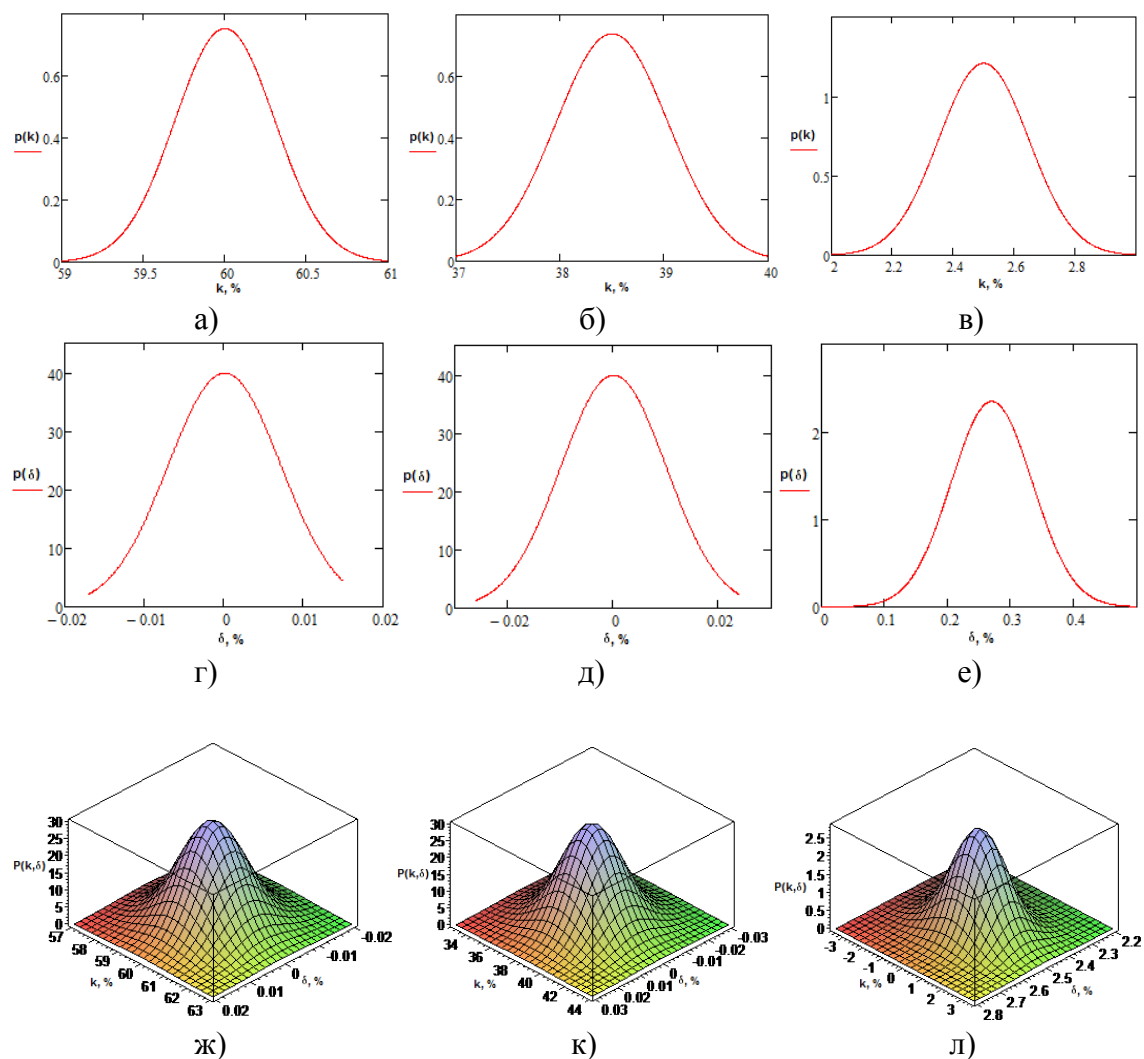 0.6
0.4
0.2
0
p(k)
59 59.5 60 60.5 61
k, %
а)
0.6
0.4
0.2
0
p(k)
37 38 39 40
k, %
б)
1
0.5
0
p(k)
2 2.2 2.4 2.6 2.8
k, %
в)
40
30
20
10
0
p(δ)
−0.02 −0.01 0 0.01 0.02
δ, %
г)
40
30
20
10
0
p(δ)
−0.02 0 0.02
δ, %
д)
2
1
0
p(δ)
0 0.1 0.2 0.3 0.4
δ, %
е)
30
25
20
15
10
5
0
P(k,δ)
57 58 59 60 61 62 63
k, %
0.02 0.01 0 -0.01 -0.02
δ, %
ж)
30
25
20
15
10
5
0
P(k,δ)
34 36 38 40 42 44
k, %
0.03 0.02 0.01 0 -0.01 -0.02 -0.03
δ, %
к)
2.5
2
1.5
1
0.5
0
P(k,δ)
-3 -2 -1 0 1 2 3
k, %
2.8 2.7 2.6 2.5 2.4 2.3 2.2
δ, %
л)